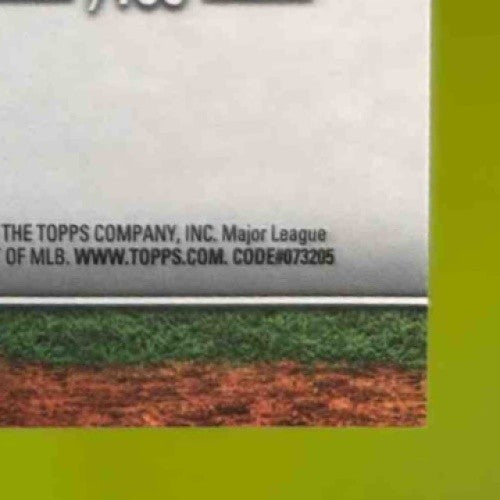 THE TOPPS COMPANY, INC. Major League
OF MLB. WWW.TOPPS.COM. CODE#073205